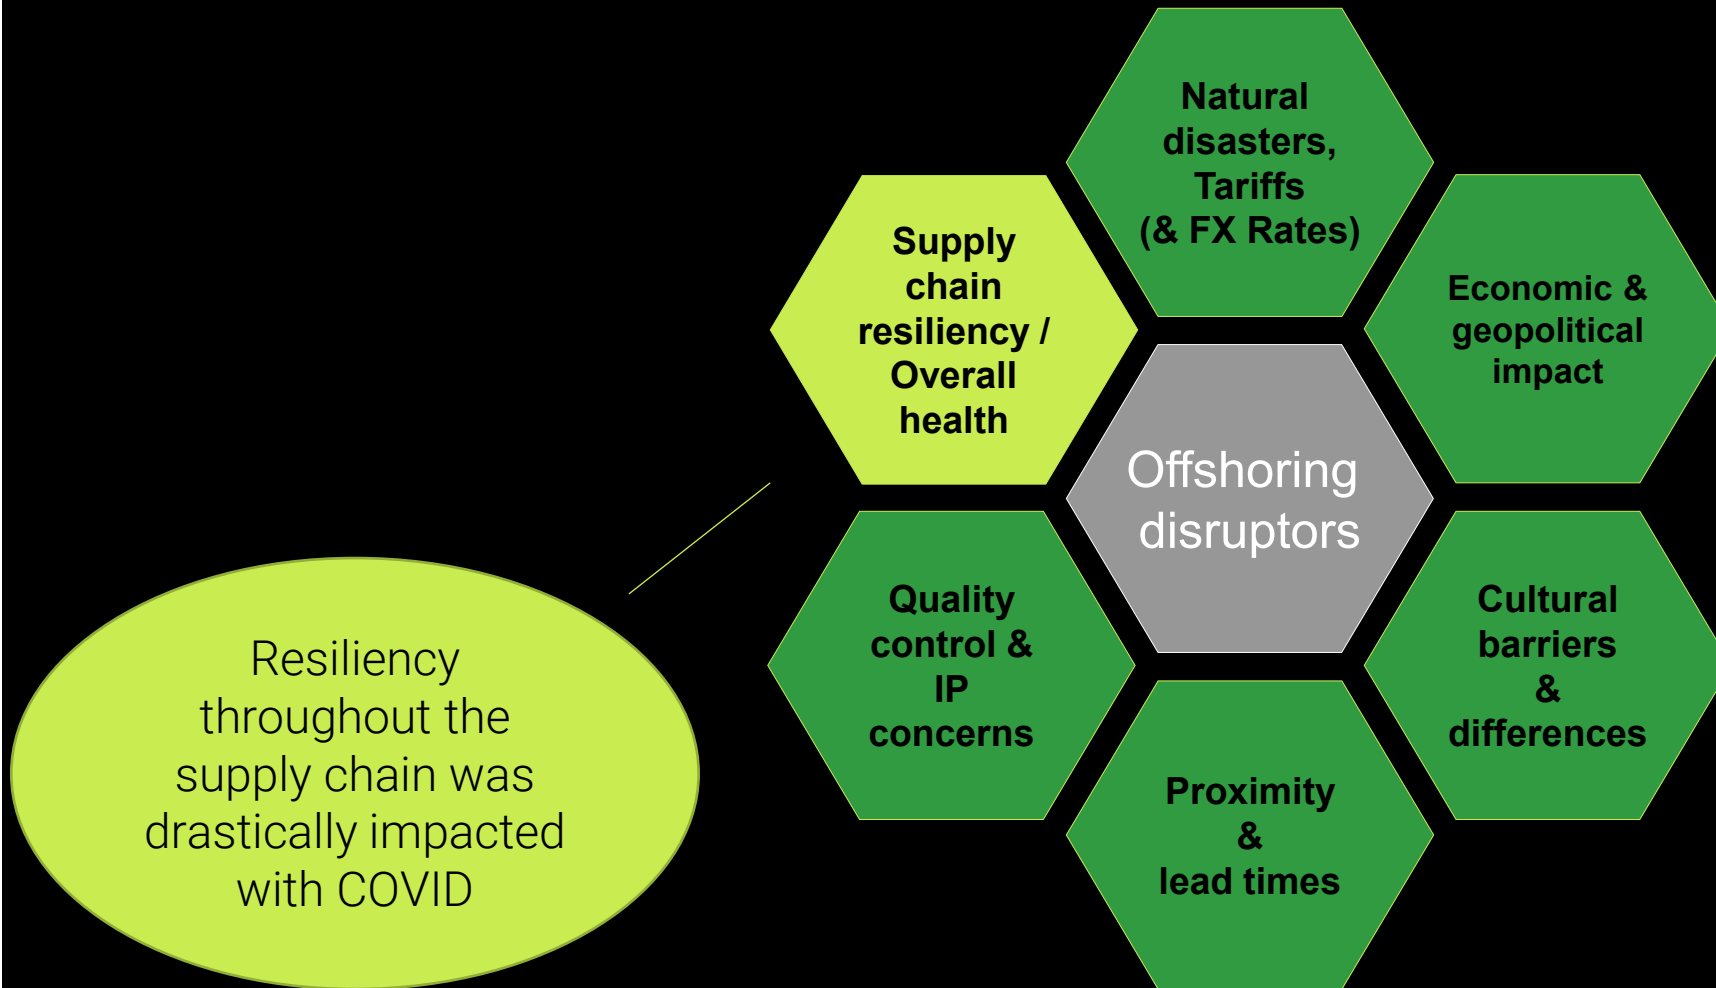 Natural
disasters,
Tariffs
(& FX Rates)
Supply
chain
resiliency /
Overall
health
Economic &
geopolitical
impact
Offshoring
disruptors
Quality
control &
IP
concerns
Cultural
barriers
&
differences
Proximity
&
lead times
Resiliency
throughout the
supply chain was
drastically impacted
with COVID